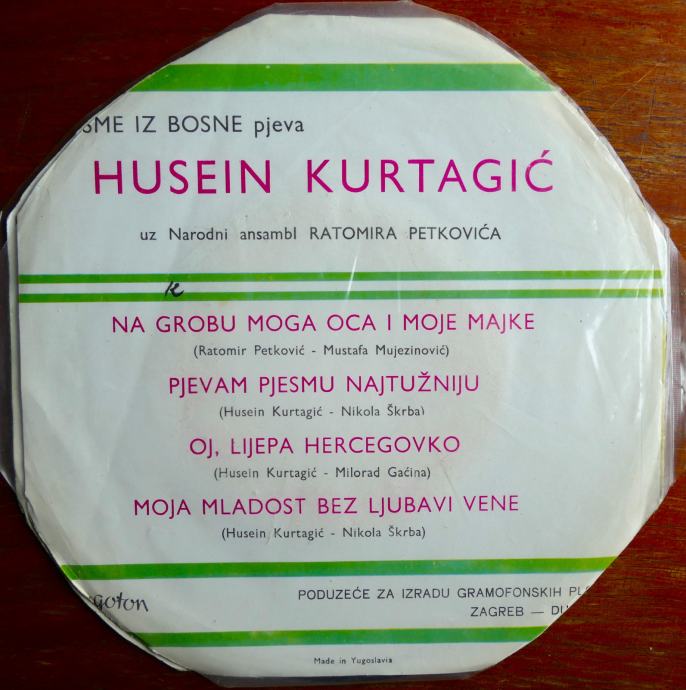 SME IZ BOSNE pjeva
HUSEIN KURTAGIĆ
uz Narodni ansambl RATOMIRA PETKOVIĆA
k
NA GROBU MOGA OCA I MOJE MAJKE
(Ratomir Petković - Mustafa Mujezinović)
PJEVAM PJESMU NAJTUŽNIJU
(Husein Kurtagić - Nikola Škrba)
OJ, LIJEPA HERCEGOVKO
(Husein Kurtagić - Milorad Gaćina)
MOJA MLADOST BEZ LJUBAVI VENE
(Husein Kurtagić - Nikola Škrba)
goton
PODUZEĆE ZA IZRADU GRAMOFONSKIH
ZAGREB —
Made in Yugoslavia